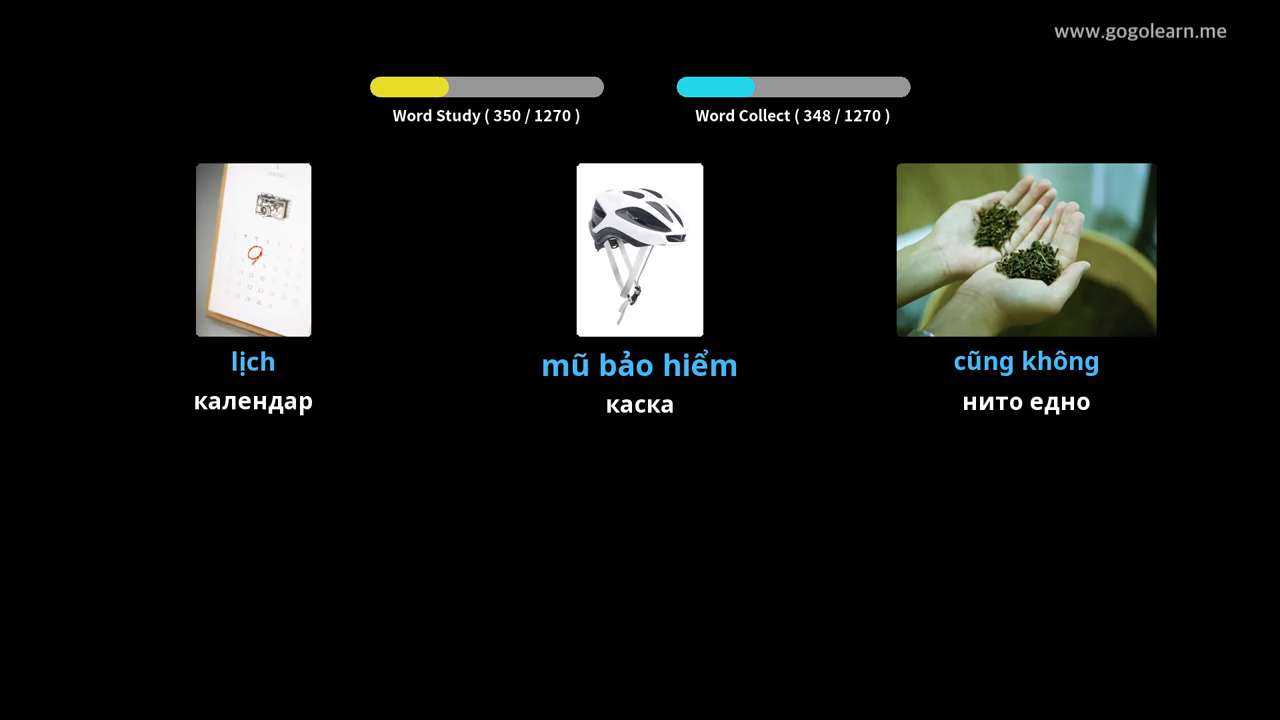 www.gogolearn.me
Word Study ( 350 / 1270 )
Word Collect ( 348 / 1270 )
lịch
mũ bảo hiểm
cũng không
календар
каска
нито едно